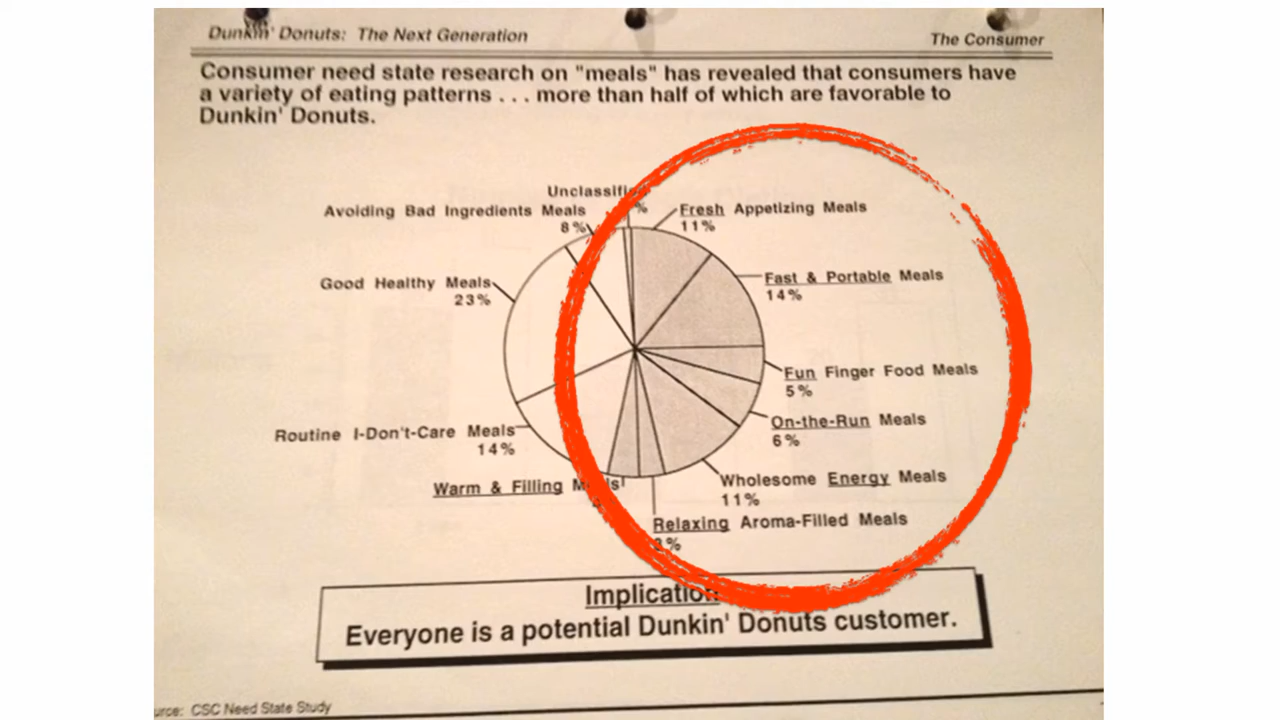 Dunkin' Donuts: The Next Generation
The Consumer
Consumer need state research on "meals" has revealed that consumers have
a variety of eating patterns . . . more than half of which are favorable to
Dunkin' Donuts.
%
Avoiding Bad Ingredients Meals
8%
Fresh Appetizing Meals
11%
Good Healthy Meals
23%
Fast & Portable Meals
14%
Fun Finger Food Meals
5%
On-the-Run Meals
6%
Routine I-Don't-Care Meals
14%
Warm & Filling
Wholesome Energy Meals
11%
Relaxing Aroma-Filled Meals
3%
Implication
Everyone is a potential Dunkin' Donuts customer.
CSC Need State Study